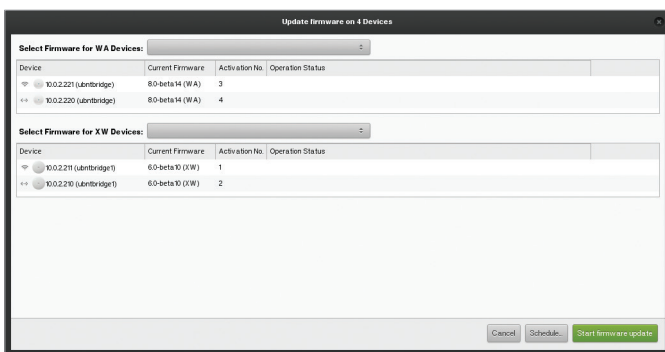 Update firmware on 4 Devices
Select Firmware for WA Devices:
Device Current Firmware Activation No. Operation Status
10.0.2.221 (ubntbridge) 8.0-beta14 (WA) 3
10.0.2.220 (ubntbridge) 8.0-beta14 (WA) 4
Select Firmware for XW Devices:
Device Current Firmware Activation No. Operation Status
10.0.2.211 (ubntbridge1) 6.0-beta10 (XW) 1
10.0.2.210 (ubntbridge1) 6.0-beta10 (XW) 2
Cancel Schedule... Start firmware update